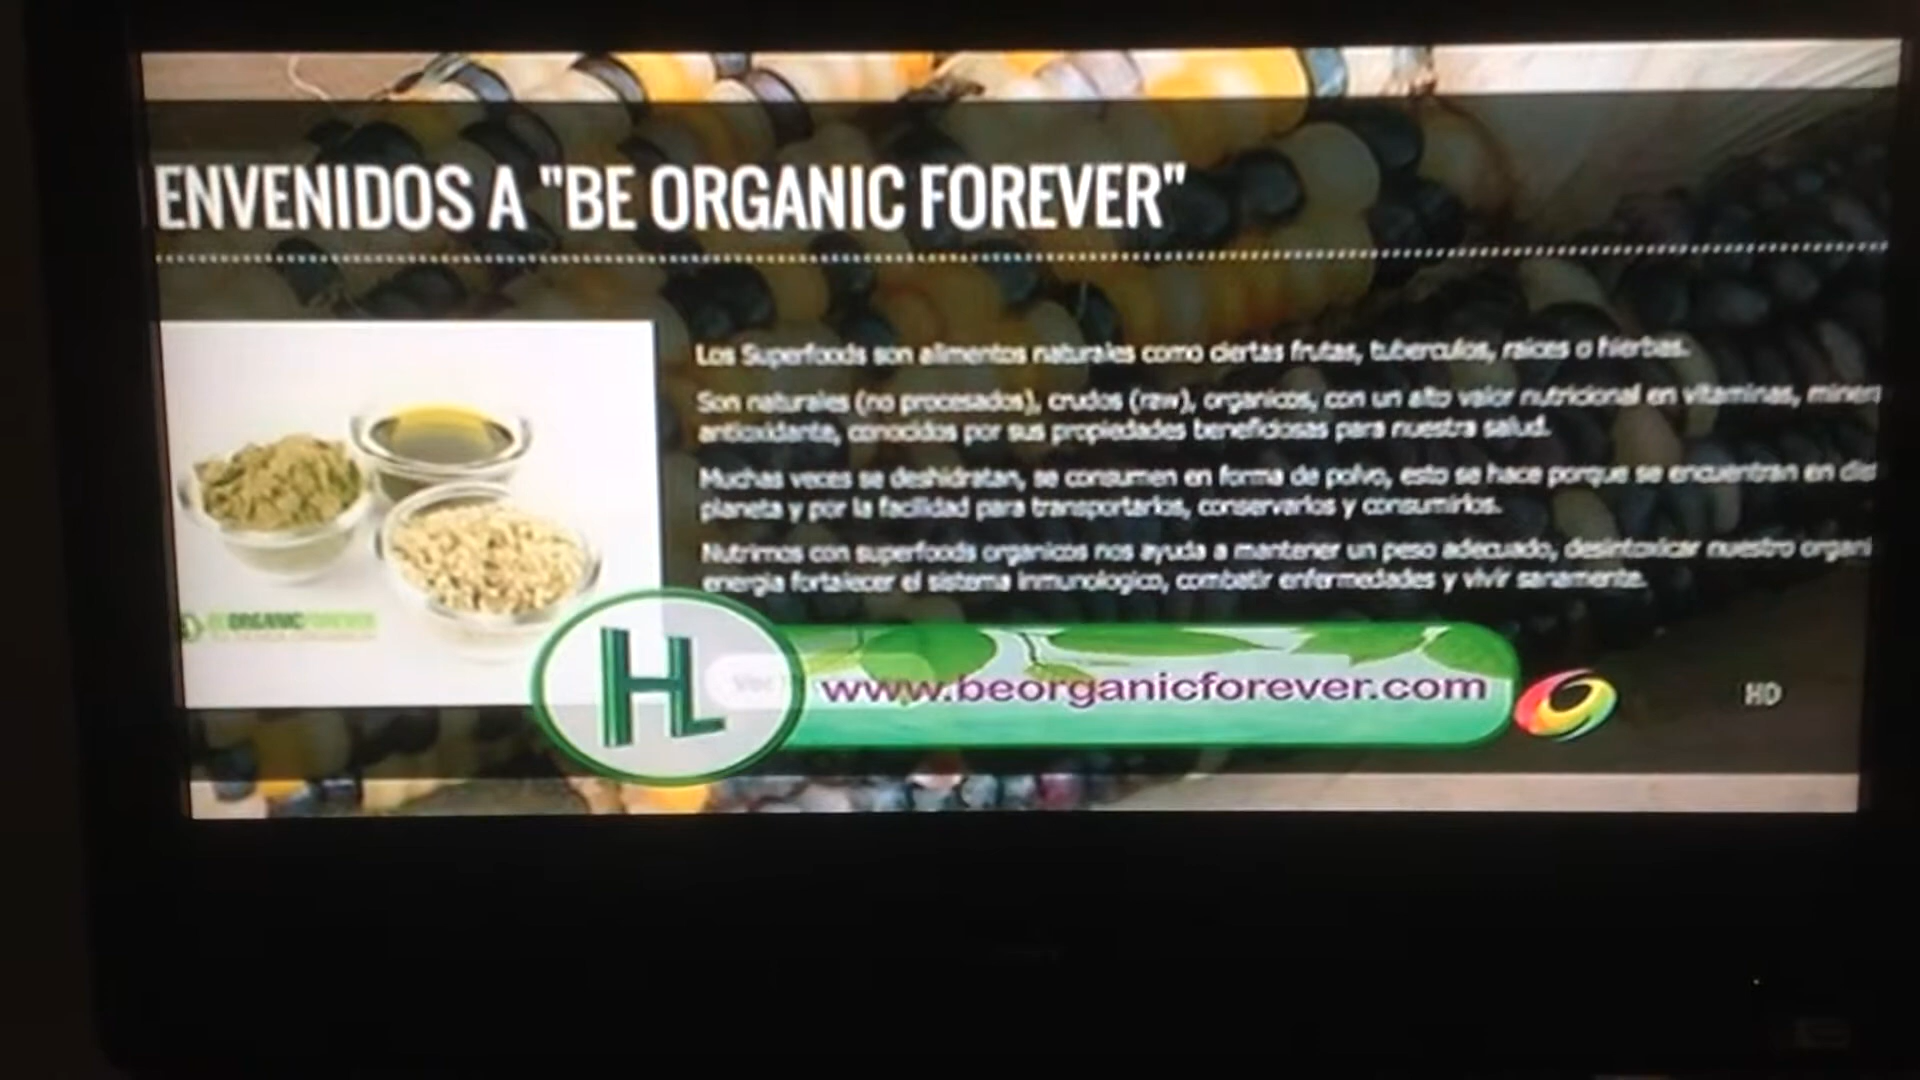 ENVENIDOS A "BE ORGANIC FOREVER"
Los Superfoods son alimentos naturales como ciertas frutas, tuberculos, raices o hierbas.
Son naturales (no procesados), crudos (raw), organicos, con un alto valor nutricional en vitaminas, minera
antioxidante, conocidos por sus propiedades beneficiosas para nuestra salud.
Muchas veces se deshidratan, se consumen en forma de polvo, esto se hace porque se encuentran en dist
planeta y por la facilidad para transportarlos, conservarlos y consumirlos.
Nutrirnos con superfoods organicos nos ayuda a mantener un peso adecuado, desintoxicar nuestro organi
energia fortalecer el sistema inmunologico, combatir enfermedades y vivir sanamente.
BEORGANICFOREVER
HL
www.beorganicforever.com
HD